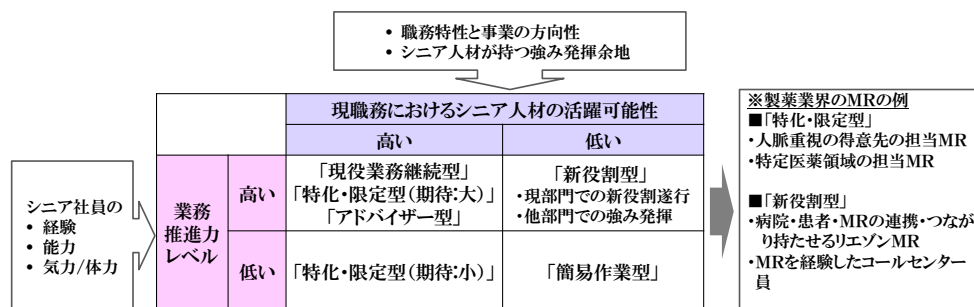 • 職務特性と事業の方向性
• シニア人材が持つ強み発揮余地
現職務におけるシニア人材の活躍可能性
高い
低い
シニア社員の
• 経験
• 能力
• 気力/体力
業務
推進力
レベル
高い
「現役業務継続型」
「特化・限定型(期待:大)」
「アドバイザー型」
「新役割型」
・現部門での新役割遂行
・他部門での強み発揮
低い
「特化・限定型(期待:小)」
「簡易作業型」
※製薬業界のMRの例
■「特化・限定型」
・人脈重視の得意先の担当MR
・特定医薬領域の担当MR
■「新役割型」
・病院・患者・MRの連携・つなが
り持たせるリエゾンMR
・MRを経験したコールセンター
員